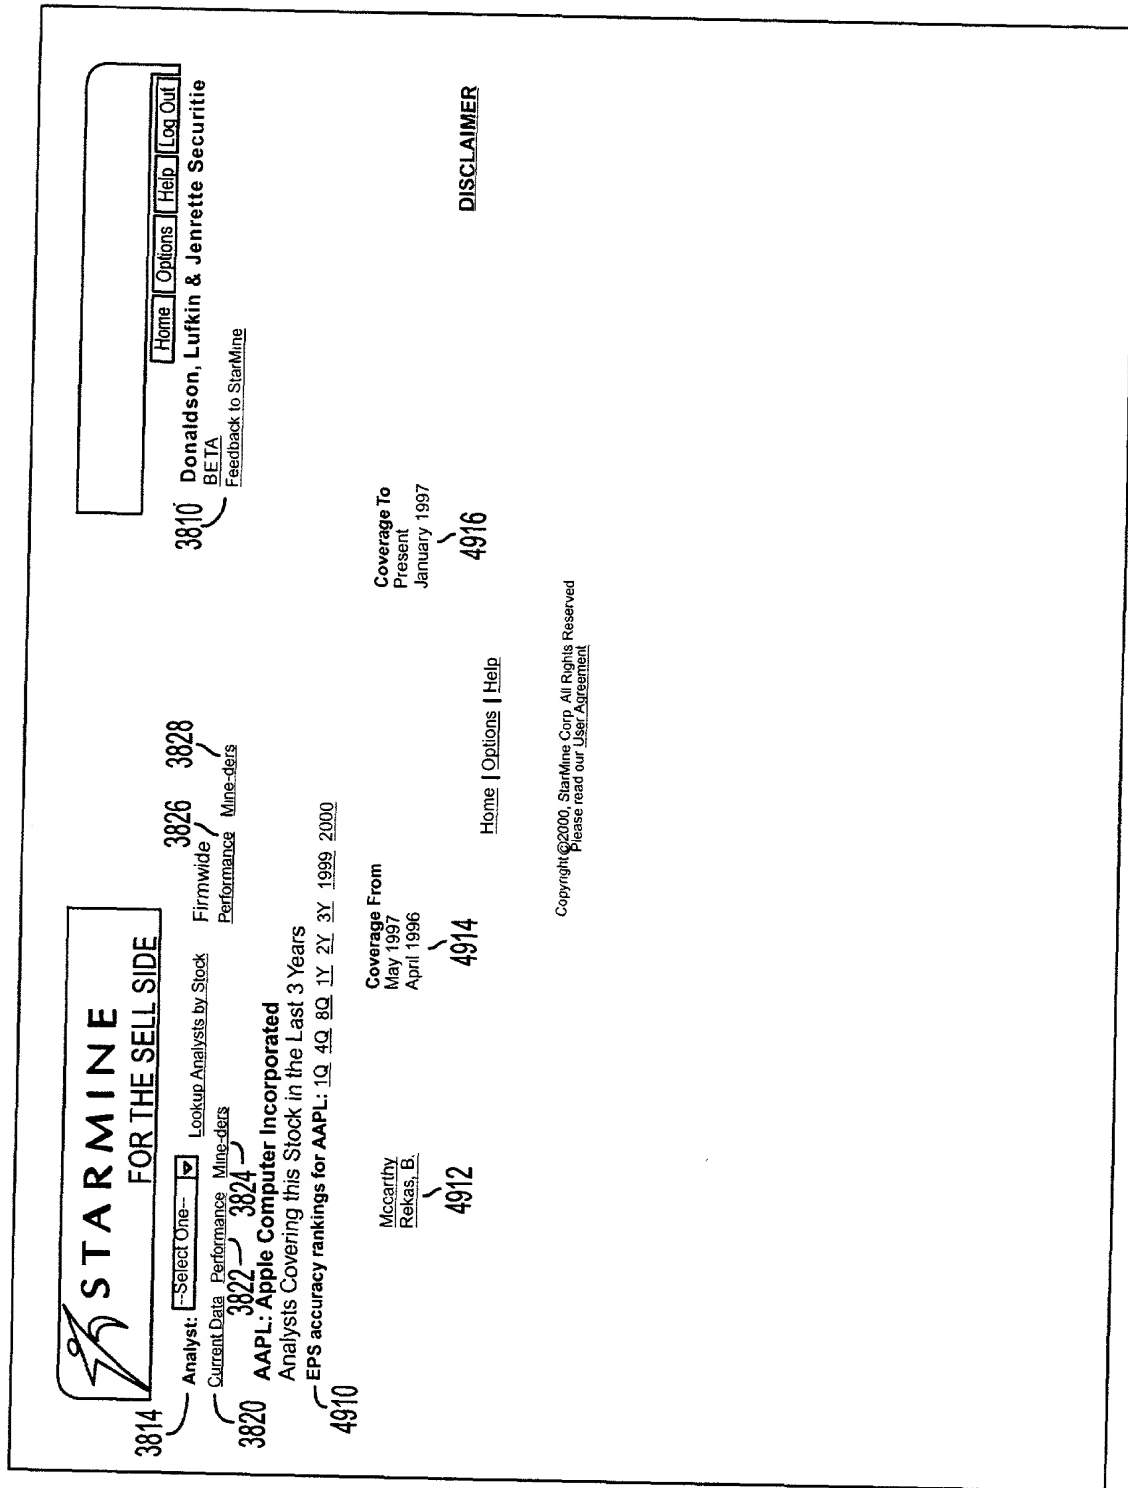 STARMINE
FOR THE SELL SIDE
Home Options Help Log Out
3814
Analyst: --Select One-- Lookup Analysts by Stock
Firmwide
3826 3828
Performance Mine-ders
3810 Donaldson, Lufkin & Jenrette Securitie
BETA
Feedback to StarMine
Current Data Performance Mine-ders
3820 3822 3824
AAPL: Apple Computer Incorporated
Analysts Covering this Stock in the Last 3 Years
EPS accuracy rankings for AAPL: 1Q 4Q 8Q 1Y 2Y 3Y 1999 2000
4910
Coverage From Coverage To
Mccarthy May 1997 Present
Rekas, B. April 1996 January 1997
4912 4914 4916
DISCLAIMER
Home | Options | Help
Copyright©2000, StarMine Corp All Rights Reserved
Please read our User Agreement